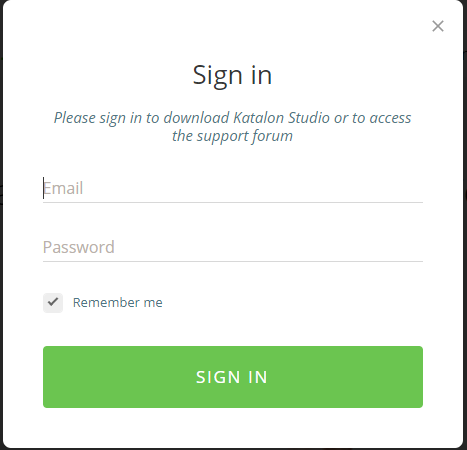 Sign in
Please sign in to download Katalon Studio or to access
the support forum
Email
Password
Remember me
SIGN IN